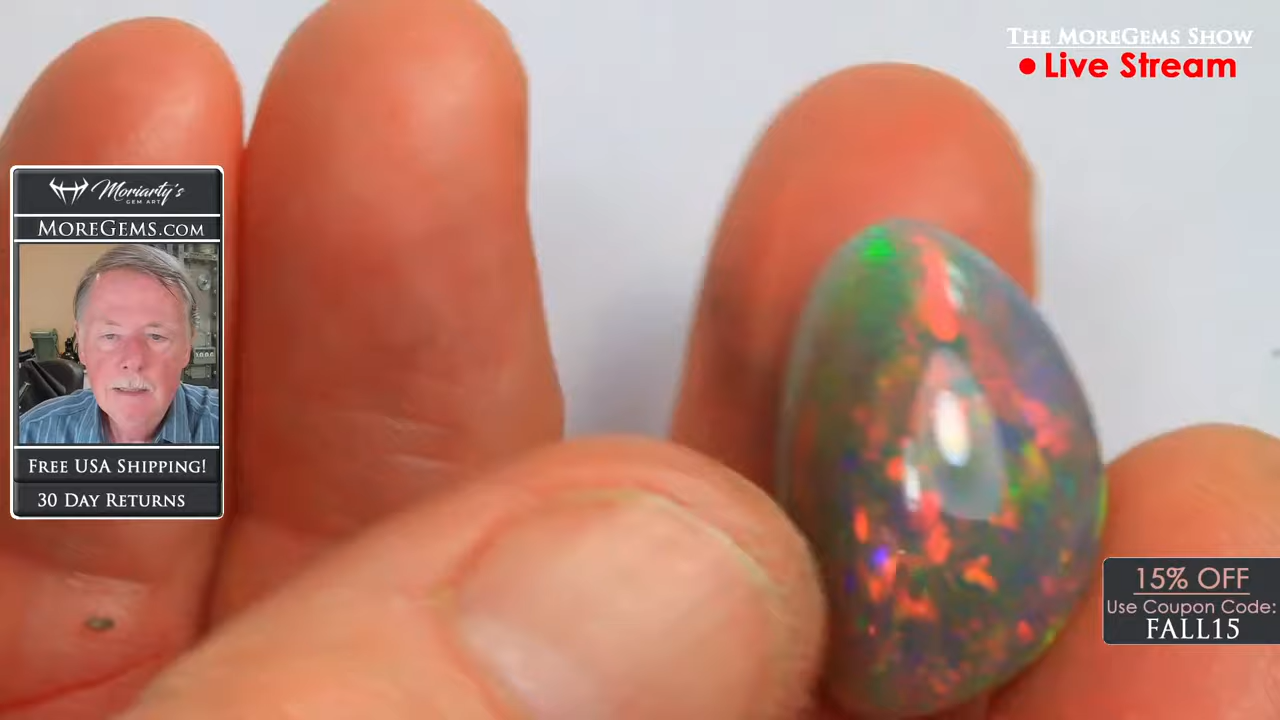 The MoreGems Show
Live Stream
Moriarty's
GEM ART
MoreGems.com
Free USA Shipping!
30 Day Returns
15% OFF
Use Coupon Code:
FALL15